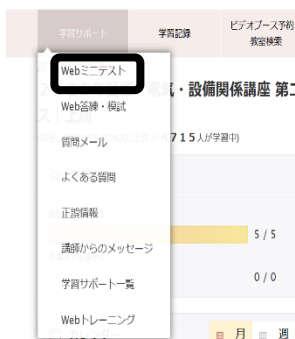 学習サポート
学習記録
ビデオブース予約
教室検索
Webミニテスト
Web答練・模試
質問メール
よくある質問
正誤情報
講師からのメッセージ
学習サポート一覧
Webトレーニング
気・設備関係講座 第二
715人が学習中)
5 / 5
0 / 0
月
週